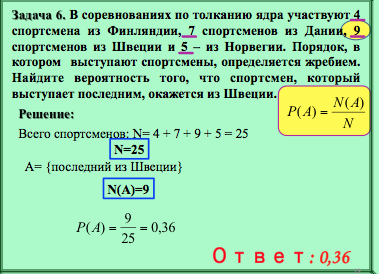 Задача 6. В соревнованиях по толканию ядра участвуют 4
спортсмена из Финляндии, 7 спортсменов из Дании, 9
спортсменов из Швеции и 5 – из Норвегии. Порядок, в
котором выступают спортсмены, определяется жребием.
Найдите вероятность того, что спортсмен, который
выступает последним, окажется из Швеции.
P(A) = N(A)/N
Решение:
Всего спортсменов: N= 4 + 7 + 9 + 5 = 25
N=25
A= {последний из Швеции}
N(A)=9
P(A) = 9/25 = 0,36
Ответ: 0,36